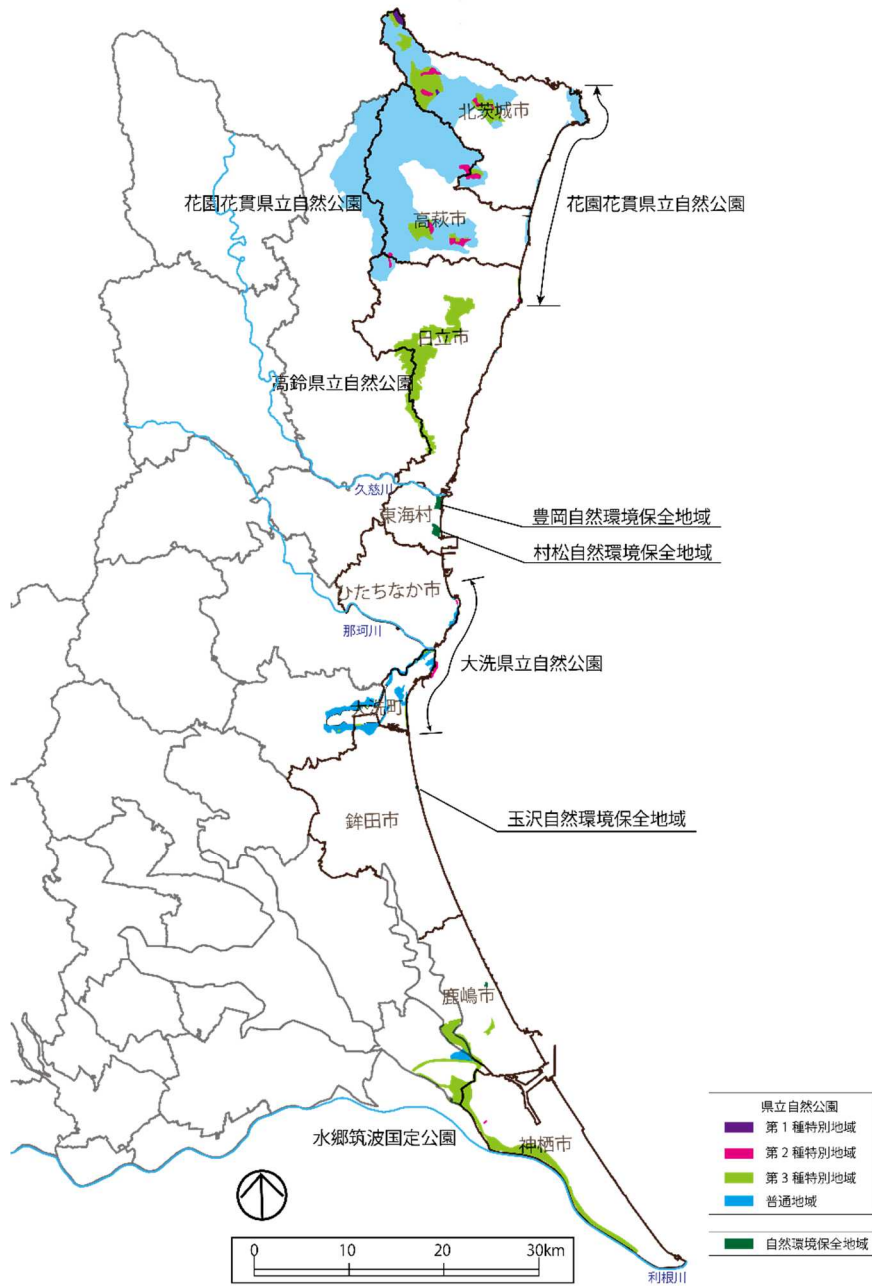 北茨城市
花園花貫県立自然公園
花園花貫県立自然公園
高萩市
日立市
高鈴県立自然公園
久慈川
東海村
豊岡自然環境保全地域
村松自然環境保全地域
ひたちなか市
那珂川
大洗県立自然公園
大洗町
玉沢自然環境保全地域
鉾田市
鹿嶋市
水郷筑波国定公園
神栖市
利根川
0 10 20 30km
県立自然公園
第1種特別地域
第2種特別地域
第3種特別地域
普通地域
自然環境保全地域